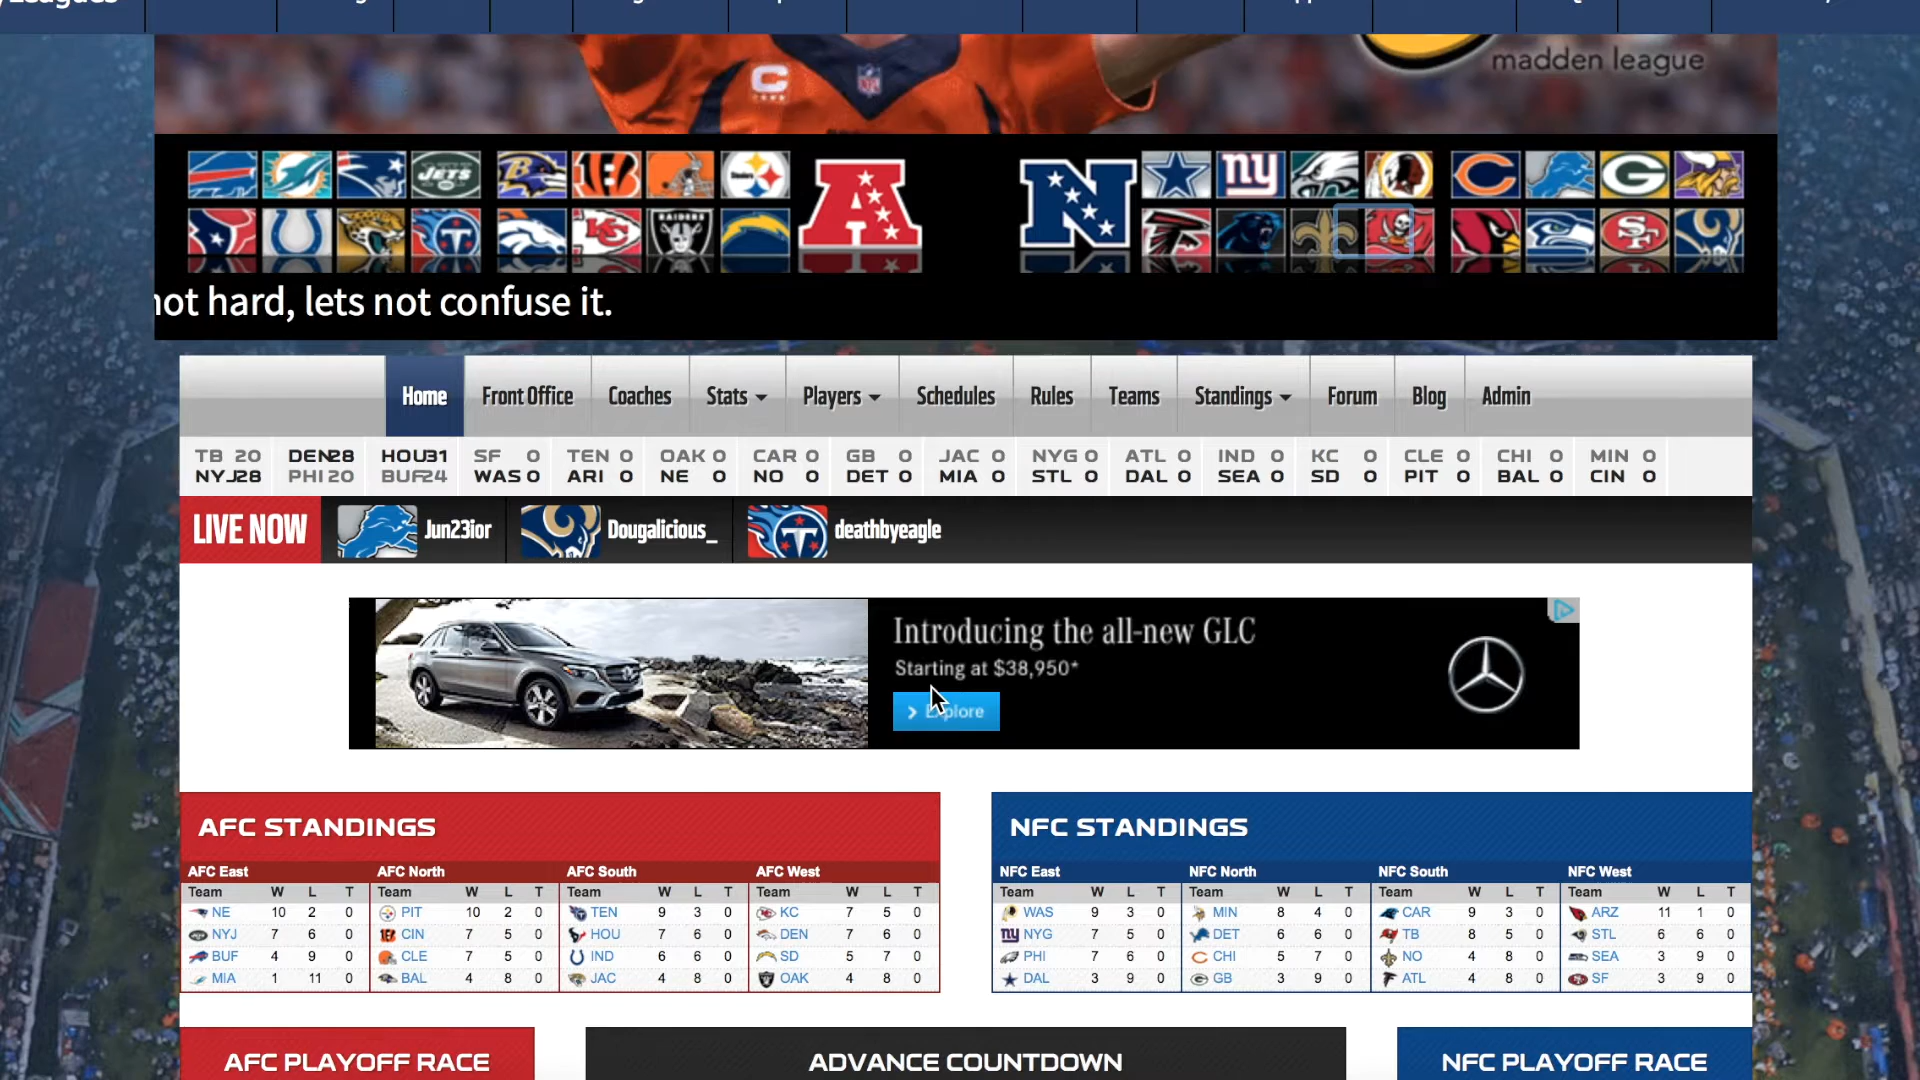 madden league
hot hard, lets not confuse it.
Home Front Office Coaches Stats Players Schedules Rules Teams Standings Forum Blog Admin
TB 20 DEN28 HOU31 SF 0 TEN 0 OAK 0 CAR 0 GB 0 JAC 0 NYG 0 ATL 0 IND 0 KC 0 CLE 0 CHI 0 MIN 0
NYJ28 PHI 20 BUF24 WAS 0 ARI 0 NE 0 NO 0 DET 0 MIA 0 STL 0 DAL 0 SEA 0 SD 0 PIT 0 BAL 0 CIN 0
LIVE NOW Jun23ior Dougalicious_ deathbyeagle
Introducing the all-new GLC
Starting at $38,950*
Explore
AFC STANDINGS NFC STANDINGS
AFC East AFC North AFC South AFC West NFC East NFC North NFC South NFC West
Team W L T Team W L T Team W L T Team W L T Team W L T Team W L T Team W L T Team W L T
NE 10 2 0 PIT 10 2 0 TEN 9 3 0 KC 7 5 0 WAS 9 3 0 MIN 8 4 0 CAR 9 3 0 ARZ 11 1 0
NYJ 7 6 0 CIN 7 5 0 HOU 7 6 0 DEN 7 6 0 NYG 7 5 0 DET 6 6 0 TB 8 5 0 STL 6 6 0
BUF 4 9 0 CLE 7 5 0 IND 6 6 0 SD 5 7 0 PHI 7 6 0 CHI 5 7 0 NO 4 8 0 SEA 3 9 0
MIA 1 11 0 BAL 4 8 0 JAC 4 8 0 OAK 4 8 0 DAL 3 9 0 GB 3 9 0 ATL 4 8 0 SF 3 9 0
AFC PLAYOFF RACE ADVANCE COUNTDOWN NFC PLAYOFF RACE